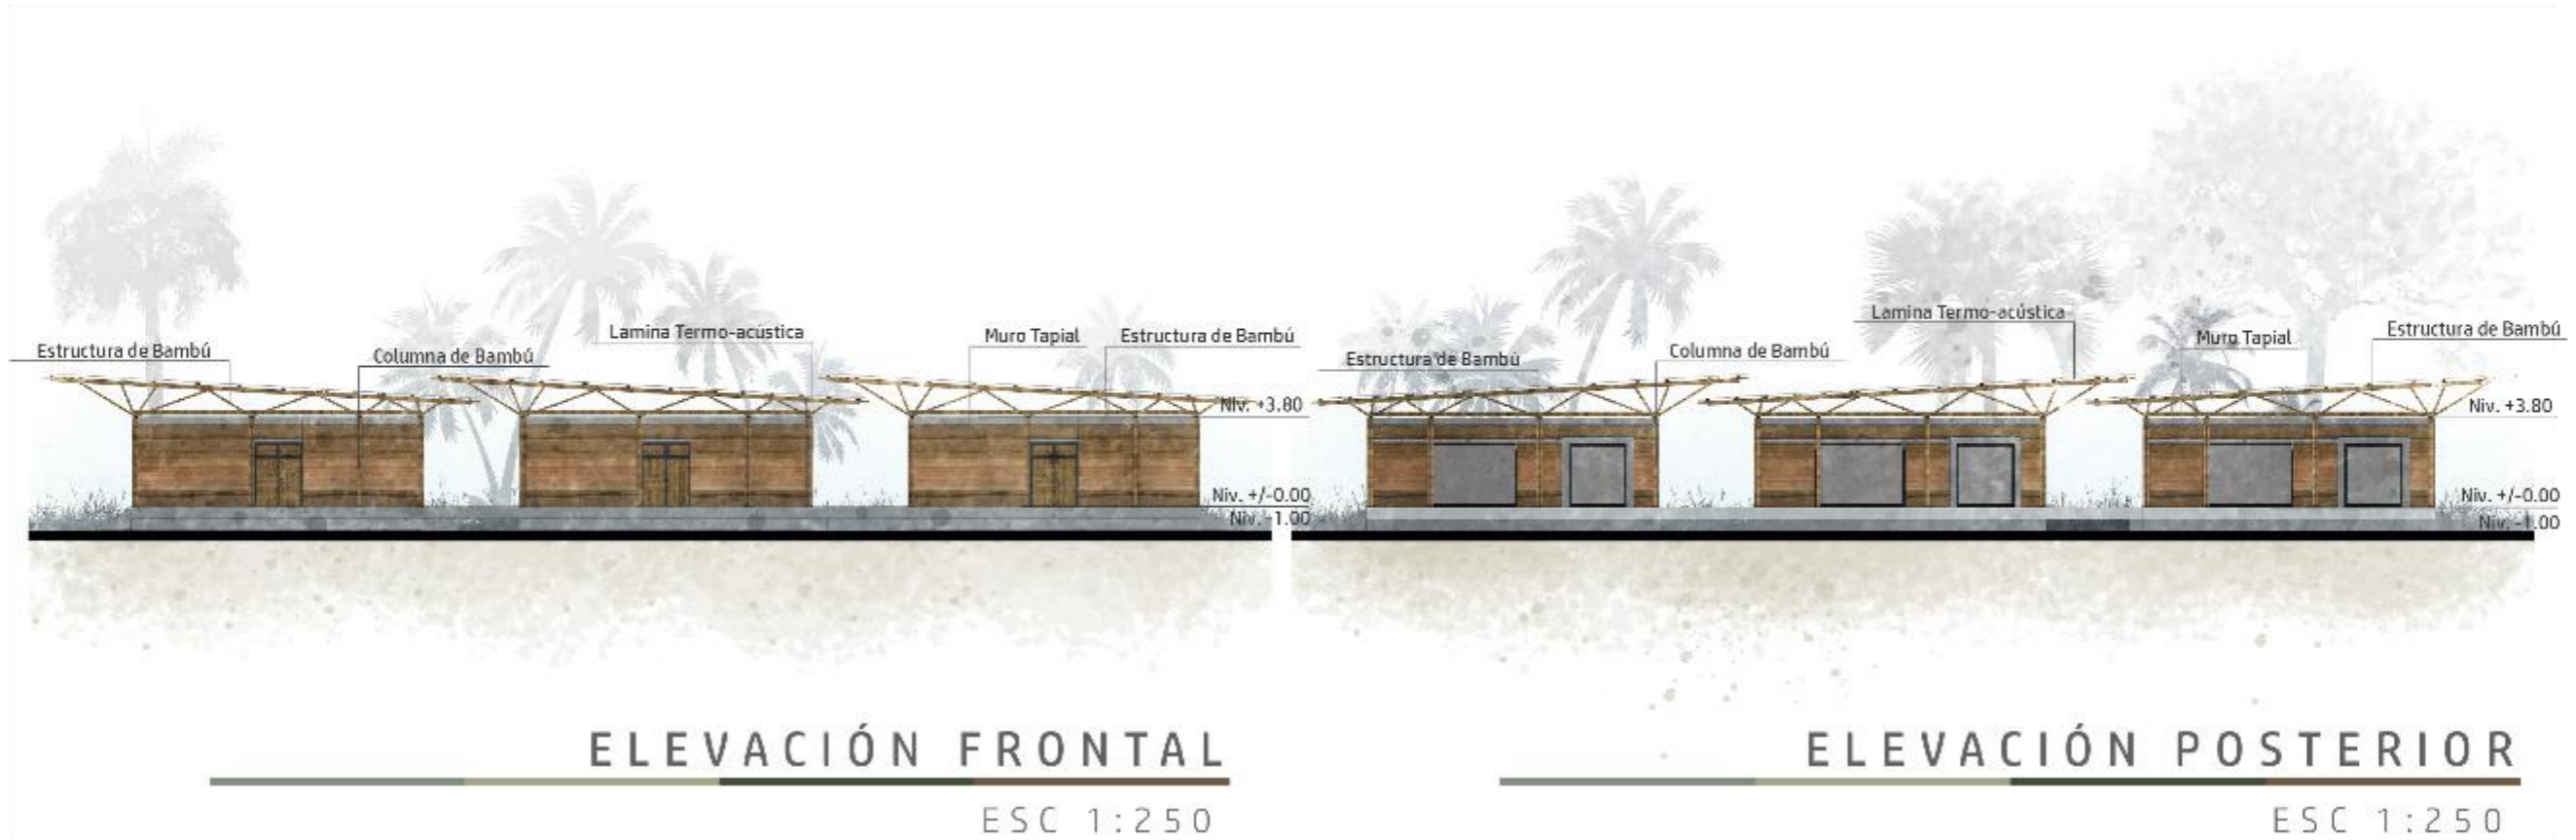 Estructura de Bambú
Columna de Bambú
Lamina Termo-acústica
Muro Tapial
Estructura de Bambú
Niv. +3.80
Niv. +/-0.00
Niv. -1.00
ELEVACIÓN FRONTAL
ESC 1:250
Estructura de Bambú
Columna de Bambú
Lamina Termo-acústica
Muro Tapial
Estructura de Bambú
Niv. +3.80
Niv. +/-0.00
Niv. -1.00
ELEVACIÓN POSTERIOR
ESC 1:250